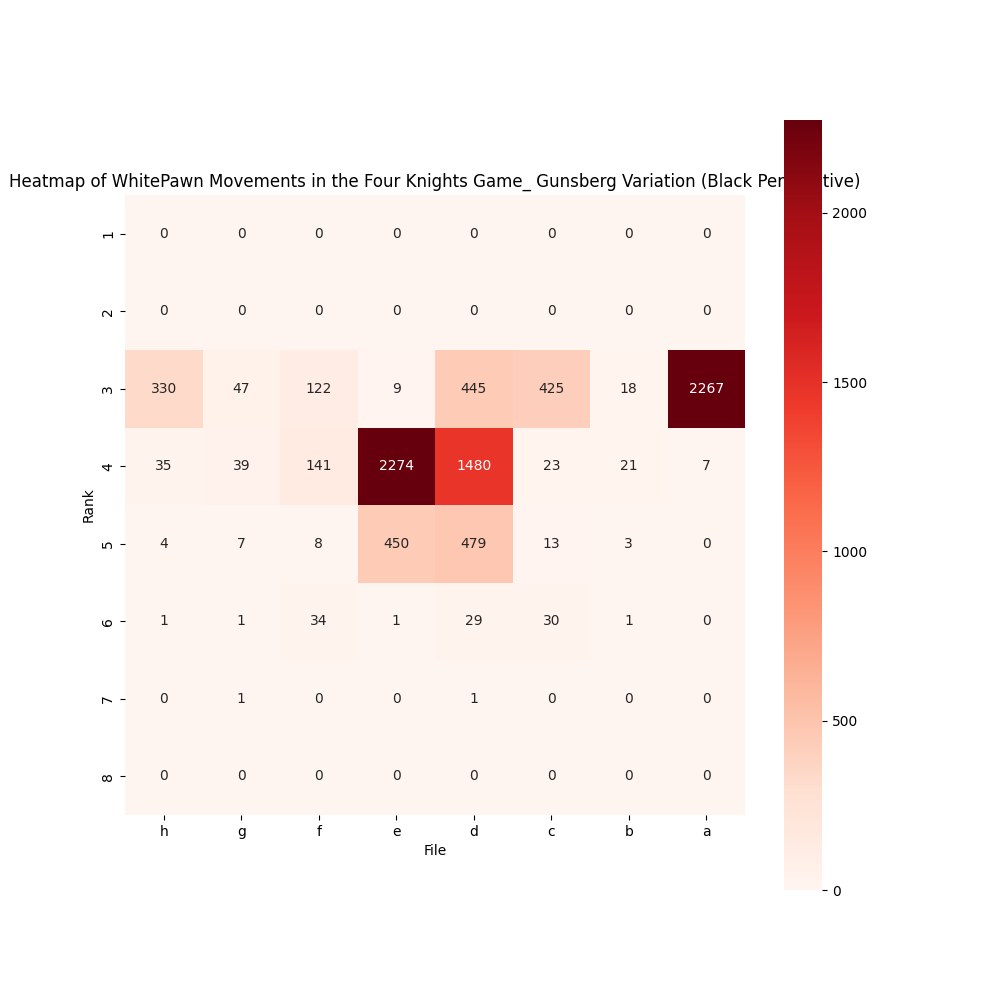 Heatmap of WhitePawn Movements in the Four Knights Game_ Gunsberg Variation (Black Per tive)
2000
1 0 0 0 0 0 0 0 0
2 0 0 0 0 0 0 0 0
3 330 47 122 9 445 425 18 2267
1500
4 35 39 141 2274 1480 23 21 7
Rank
5 4 7 8 450 479 13 3 0
1000
6 1 1 34 1 29 30 1 0
7 0 1 0 0 1 0 0 0
500
8 0 0 0 0 0 0 0 0
h g f e d c b a
File
0